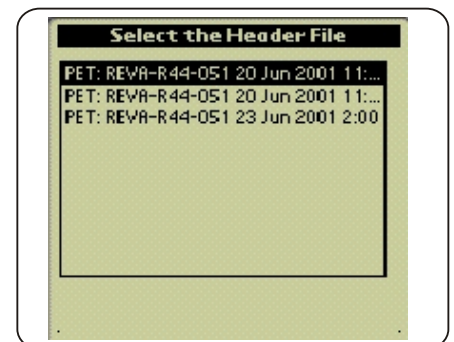 Select the Header File
PET: REVA-R44-051 20 Jun 2001 11:...
PET: REVA-R44-051 20 Jun 2001 11:...
PET: REVA-R44-051 23 Jun 2001 2:00